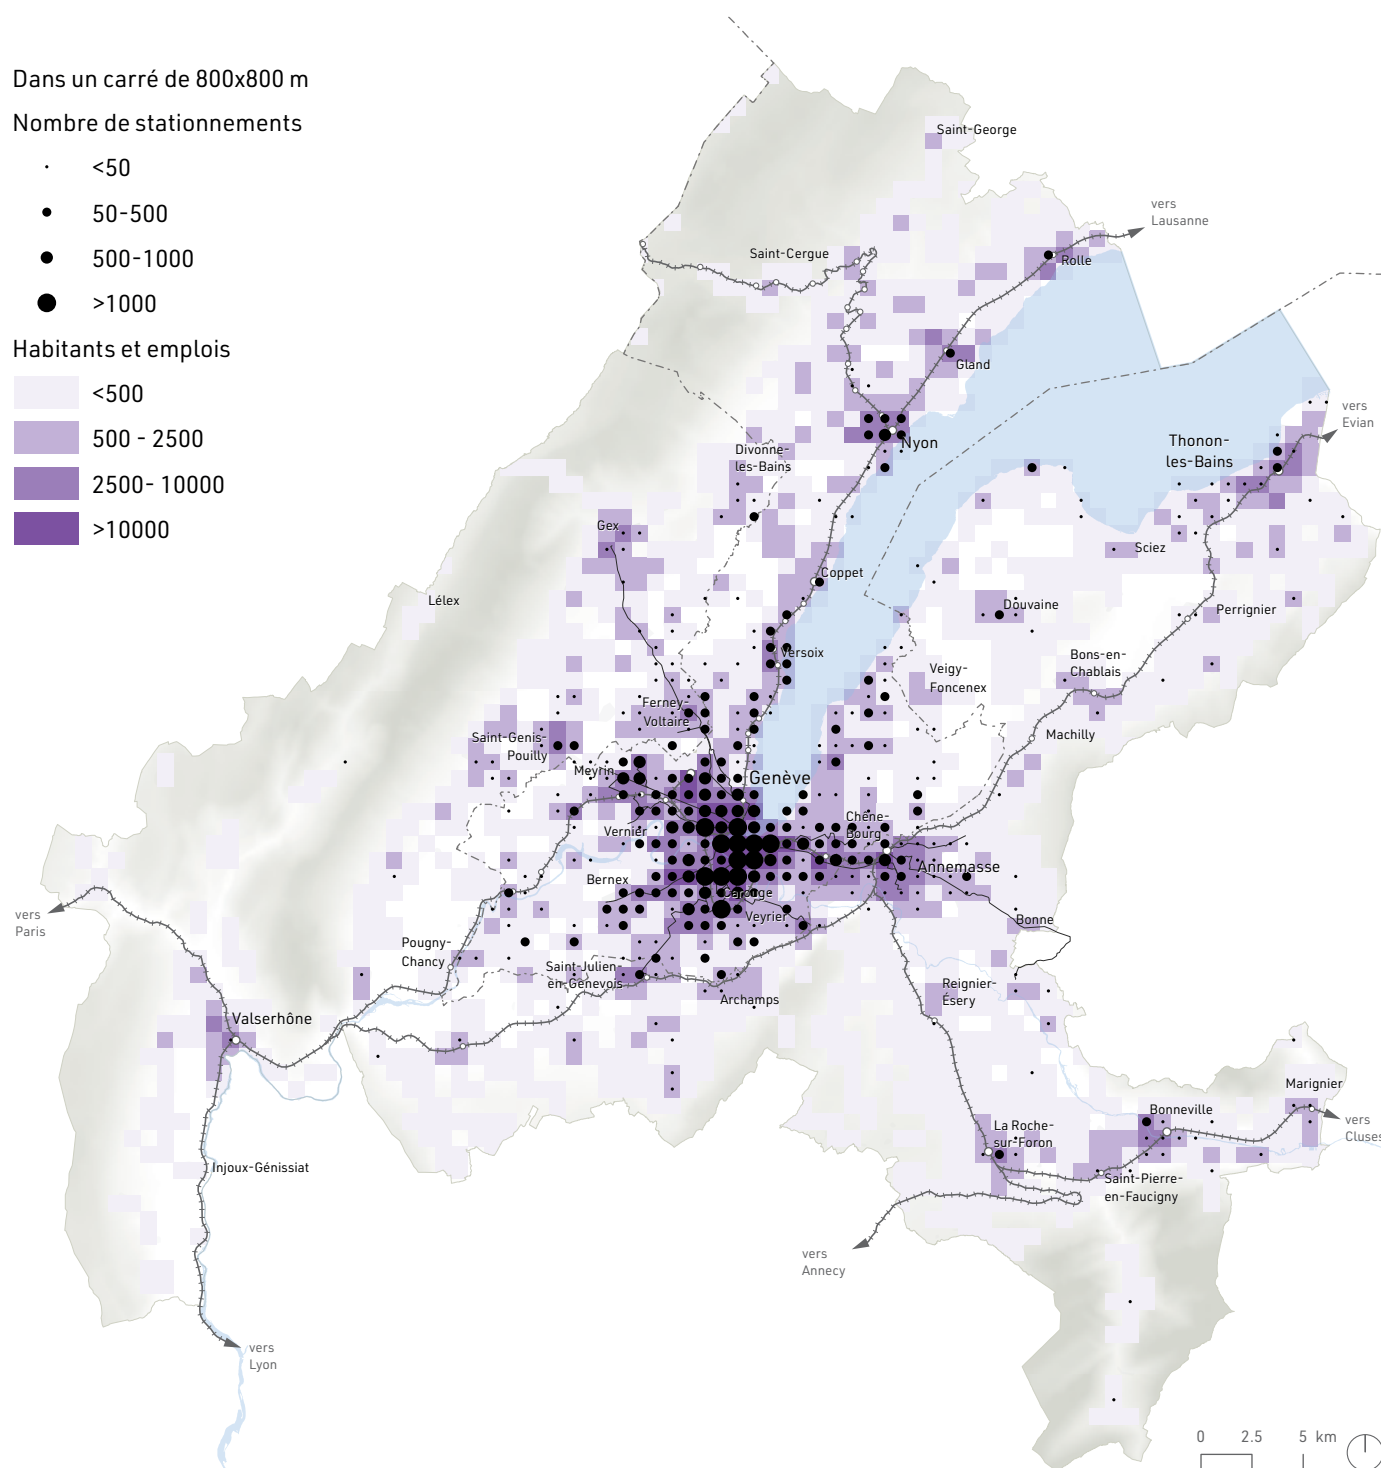 Dans un carré de 800x800 m
Nombre de stationnements
<50
50-500
500-1000
>1000
Habitants et emplois
<500
500 - 2500
2500- 10000
>10000
Saint-George
vers
Lausanne
Saint-Cergue
Rolle
Gland
vers
Evian
Nyon
Thonon-
les-Bains
Divonne-
les-Bains
Gex
Sciez
Coppet
Lélex
Douvaine
Perrignier
Versoix
Bons-en-
Chablais
Veigy-
Foncenex
Ferney-
Voltaire
Saint-Genis-
Pouilly
Machilly
Meyrin
Genève
Vernier
Chêne-
Bourg
Annemasse
Bernex
Carouge
vers
Paris
Veyrier
Bonne
Pougny-
Chancy
Saint-Julien-
en-Genevois
Reignier-
Ésery
Archamps
Valserhône
Marignier
Bonneville
vers
Cluses
La Roche-
sur-Foron
Injoux-Génissiat
Saint-Pierre-
en-Faucigny
vers
Annecy
vers
Lyon
0 2.5 5 km